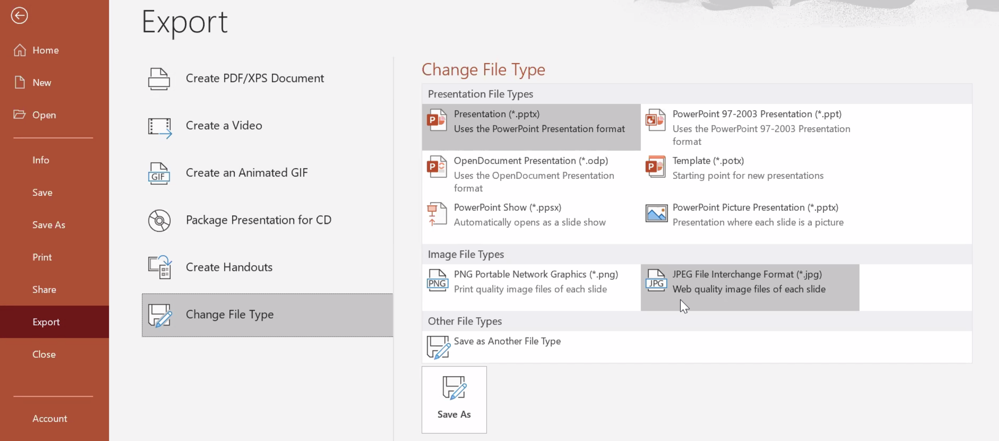 Export
Home
New
Open
Info
Save
Save As
Print
Share
Export
Close
Account
Create PDF/XPS Document
Create a Video
GIF
Create an Animated GIF
Package Presentation for CD
Create Handouts
Change File Type
Change File Type
Presentation File Types
P
Presentation (*.pptx)
Uses the PowerPoint Presentation format
PowerPoint 97-2003 Presentation (*.ppt)
Uses the PowerPoint 97-2003 Presentation
format
P
OpenDocument Presentation (*.odp)
Uses the OpenDocument Presentation
format
P
Template (*.potx)
Starting point for new presentations
PowerPoint Show (*.ppsx)
Automatically opens as a slide show
PowerPoint Picture Presentation (*.pptx)
Presentation where each slide is a picture
Image File Types
PNG
PNG Portable Network Graphics (*.png)
Print quality image files of each slide
JPG
JPEG File Interchange Format (*.jpg)
Web quality image files of each slide
Other File Types
Save as Another File Type
Save As